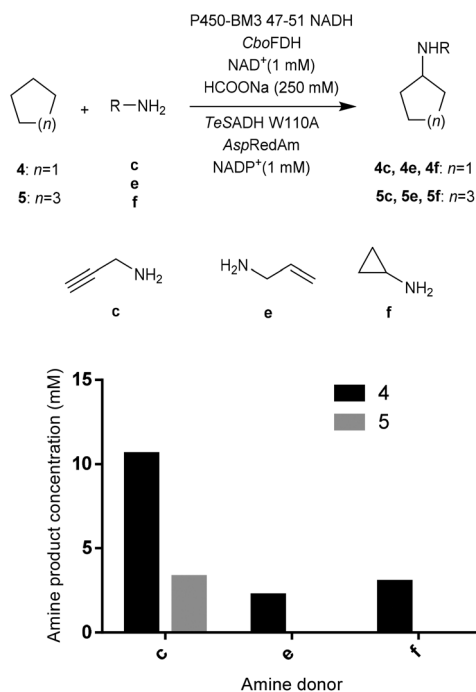 P450-BM3 47-51 NADH
CboFDH
NAD⁺(1 mM)
HCOONa (250 mM)
TeSADH W110A
AspRedAm
NADP⁺(1 mM)
(n)
+
R-NH₂
NHR
(n)
4: n=1
5: n=3
c
e
f
4c, 4e, 4f: n=1
5c, 5e, 5f: n=3
NH₂
c
H₂N
e
NH₂
f
Amine product concentration (mM)
15
10
5
0
4
5
c
e
f
Amine donor